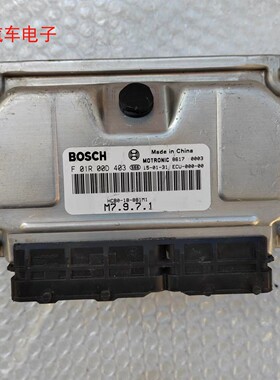 汽车电子
BOSCH
Made in China
MOTRONIC 8617 0003
F 01R 00D 403 15-01-31 ECU-000-00
HC80-18-881M1
M7.9.7.1